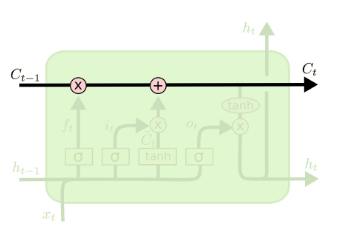 h_t
C_{t-1} x + C_t
tanh
f_t i_t x o_t x
C̃_t
σ σ tanh σ
h_{t-1} h_t
x_t